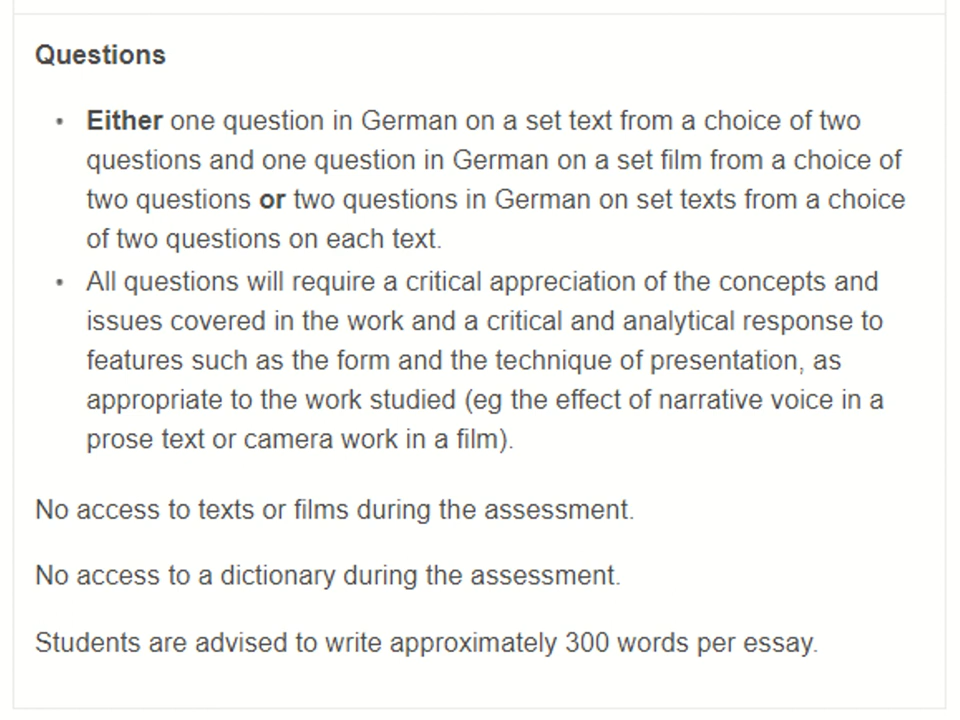 Questions
• Either one question in German on a set text from a choice of two
questions and one question in German on a set film from a choice of
two questions or two questions in German on set texts from a choice
of two questions on each text.
• All questions will require a critical appreciation of the concepts and
issues covered in the work and a critical and analytical response to
features such as the form and the technique of presentation, as
appropriate to the work studied (eg the effect of narrative voice in a
prose text or camera work in a film).
No access to texts or films during the assessment.
No access to a dictionary during the assessment.
Students are advised to write approximately 300 words per essay.